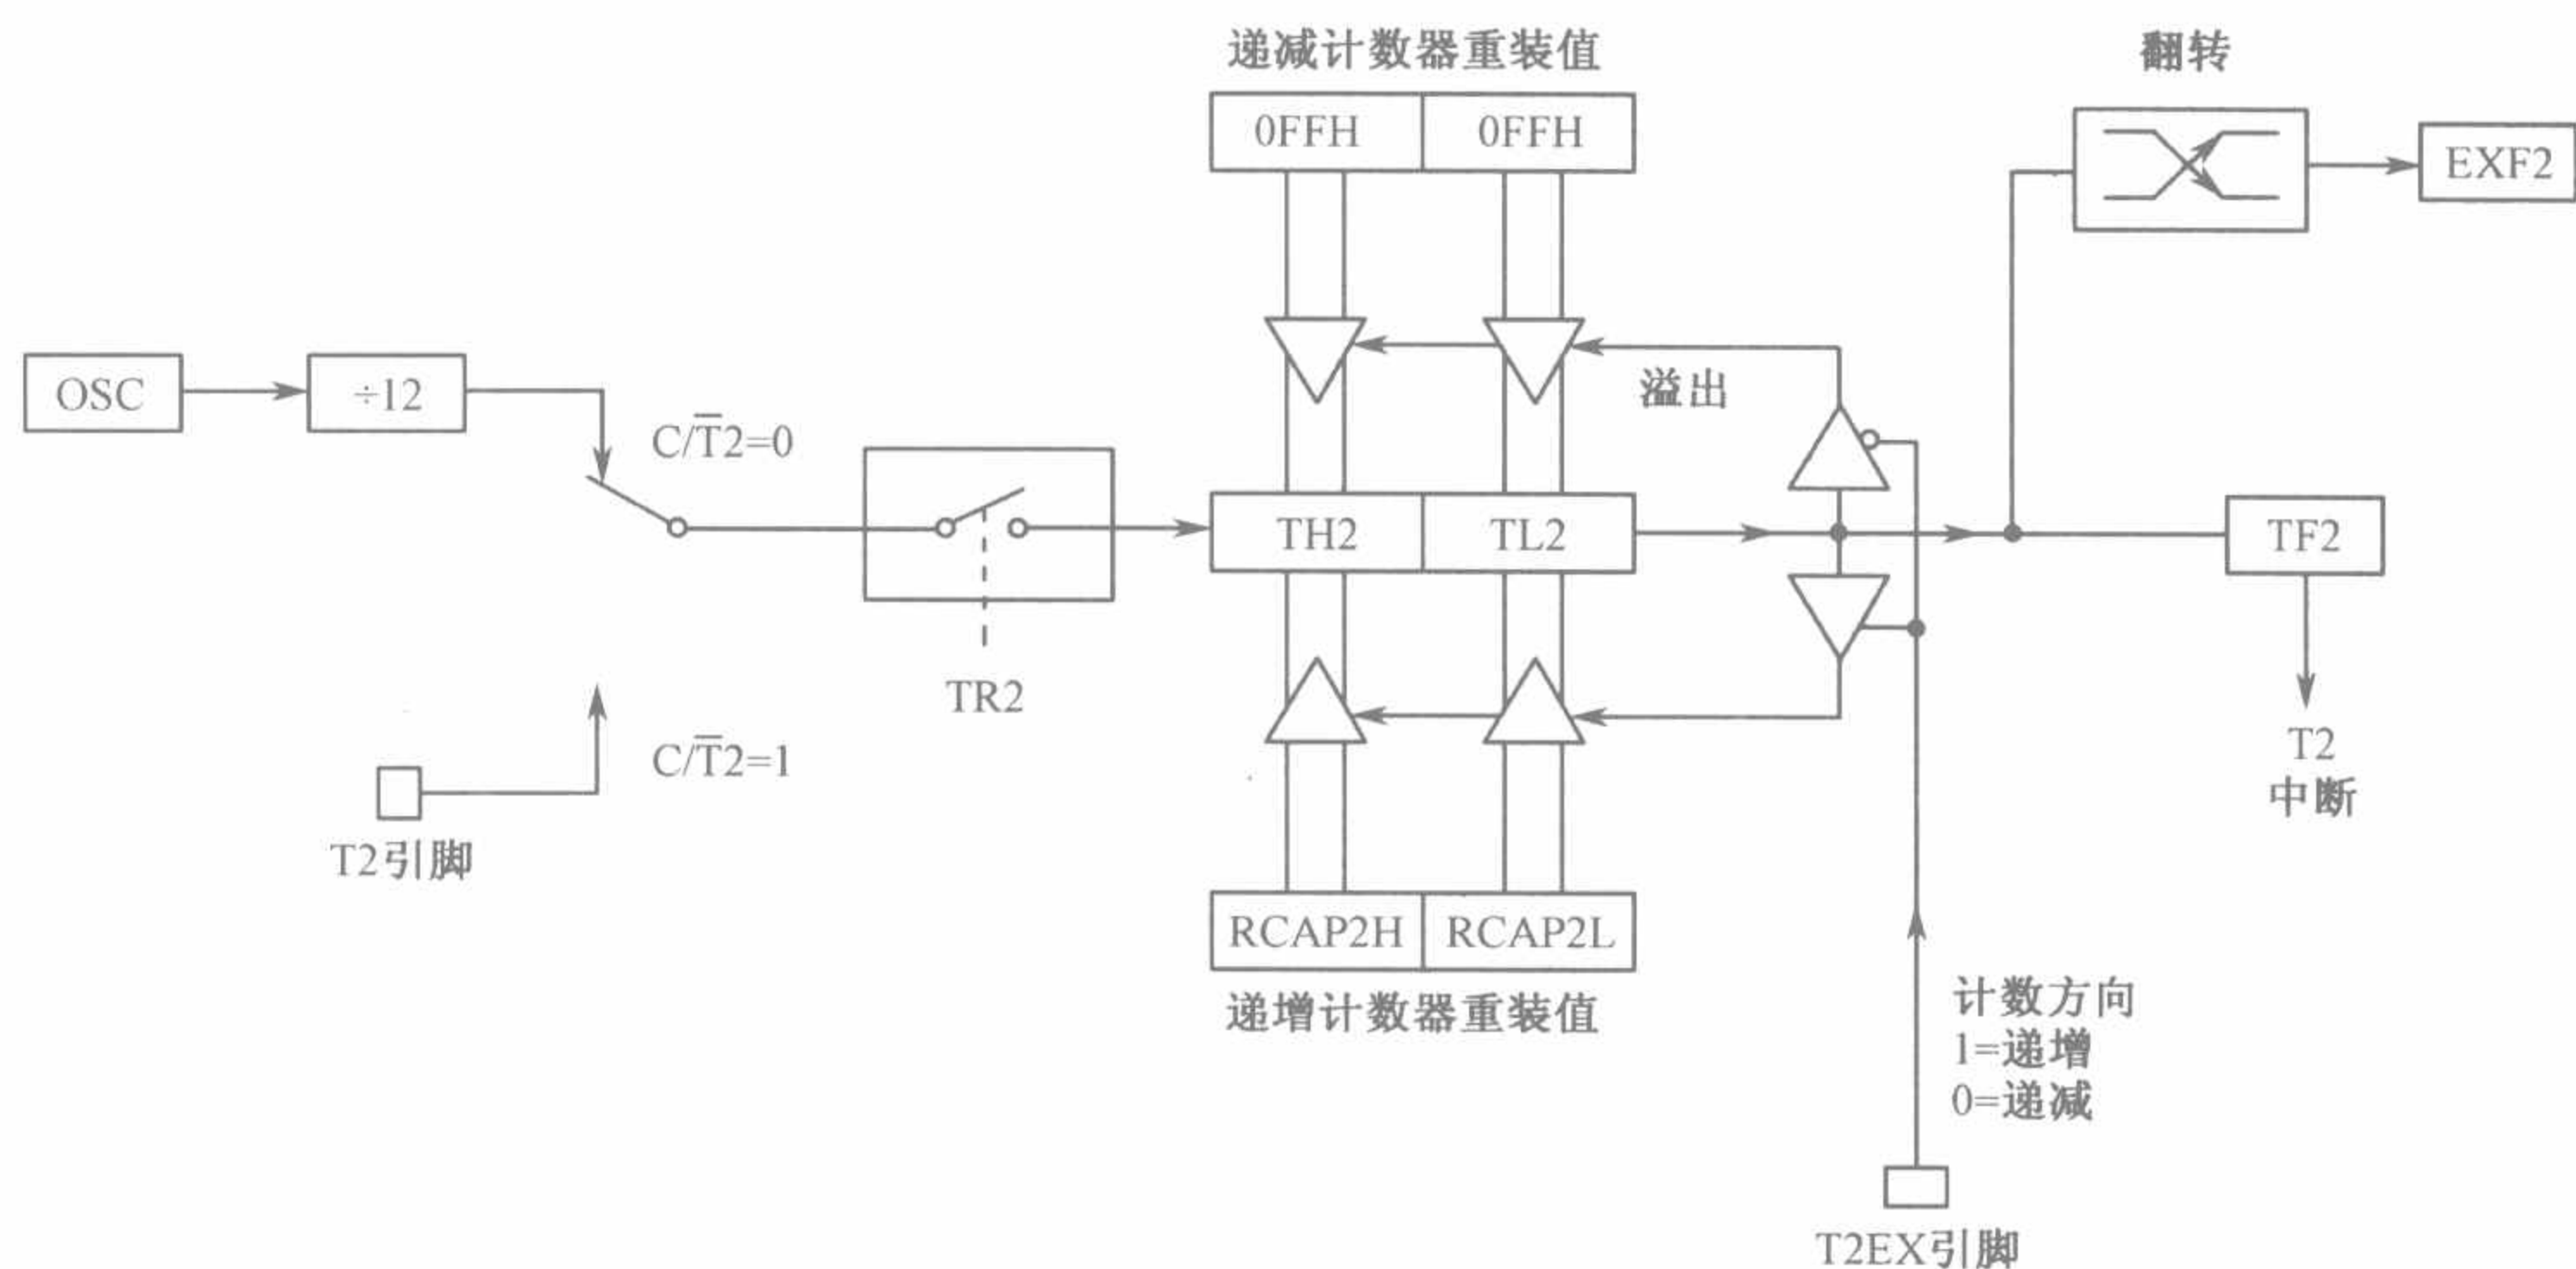 递减计数器重装值
翻转
0FFH 0FFH
EXF2
OSC
÷12
溢出
C/T̅2=0
TH2 TL2
TF2
TR2
C/T̅2=1
T2
中断
T2引脚
RCAP2H RCAP2L
递增计数器重装值
计数方向
1=递增
0=递减
T2EX引脚